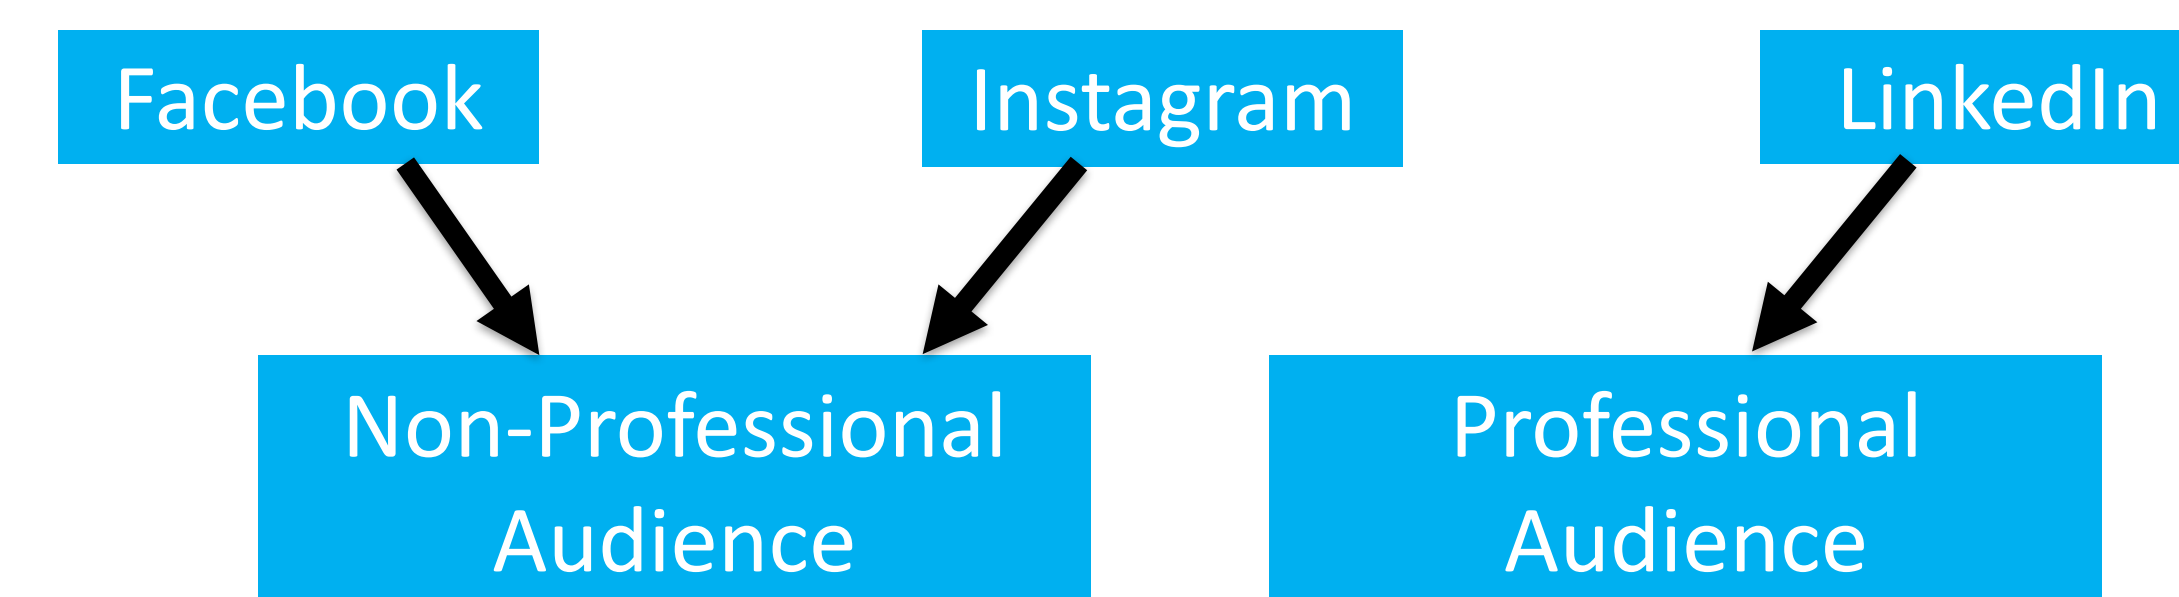 Facebook
Instagram
LinkedIn
Non-Professional
Audience
Professional
Audience